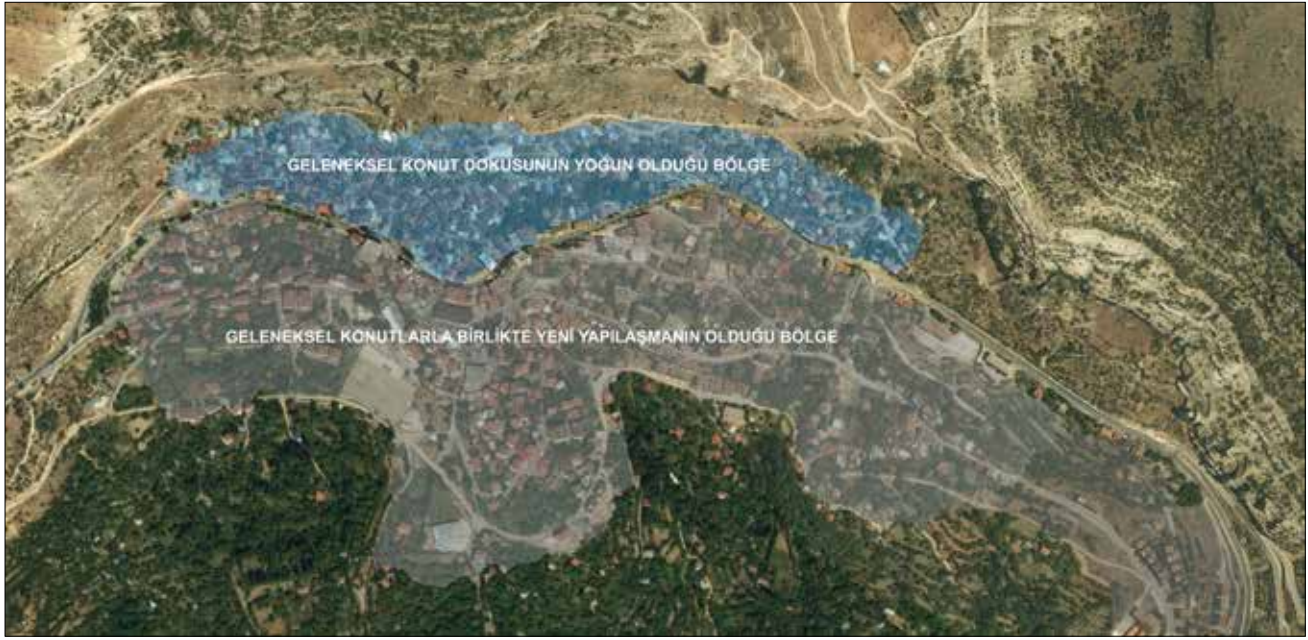 GELENEKSEL KONUT DOKUSUNUN YOĞUN OLDUĞU BÖLGE
GELENEKSEL KONUTLARLA BİRLİKTE YENİ YAPILAŞMANIN OLDUĞU BÖLGE